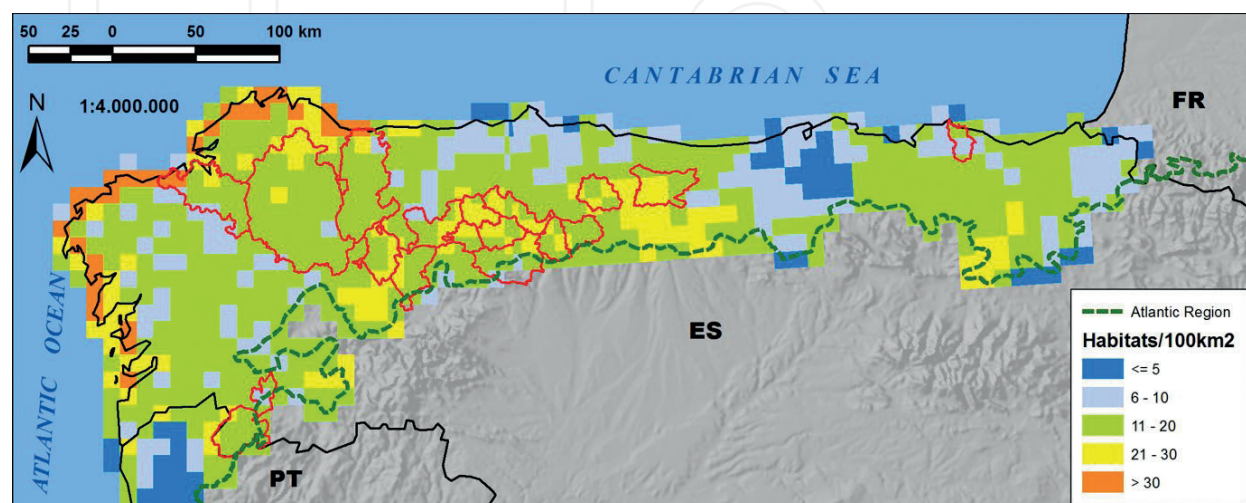 50 25 0 50 100 km
N
1:4.000.000
CANTABRIAN SEA
FR
ATLANTIC OCEAN
ES
PT
Atlantic Region
Habitats/100km2
<= 5
6 - 10
11 - 20
21 - 30
> 30